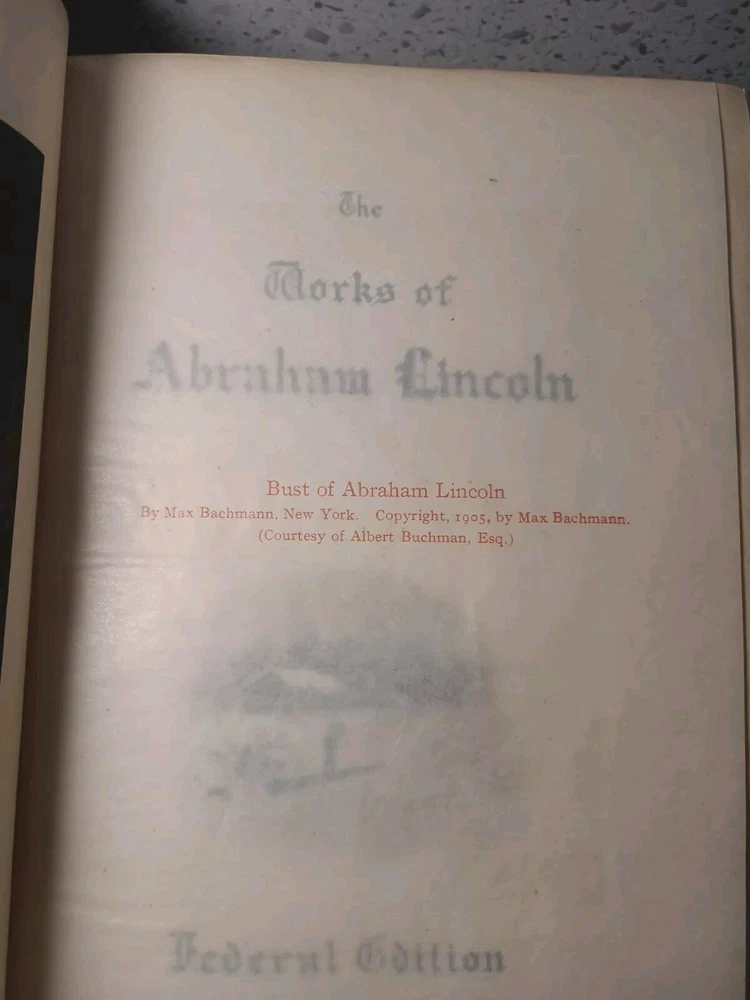 The
Works of
Abraham Lincoln
Bust of Abraham Lincoln
By Max Bachmann, New York. Copyright, 1905, by Max Bachmann.
(Courtesy of Albert Buchman, Esq.)
Federal Edition